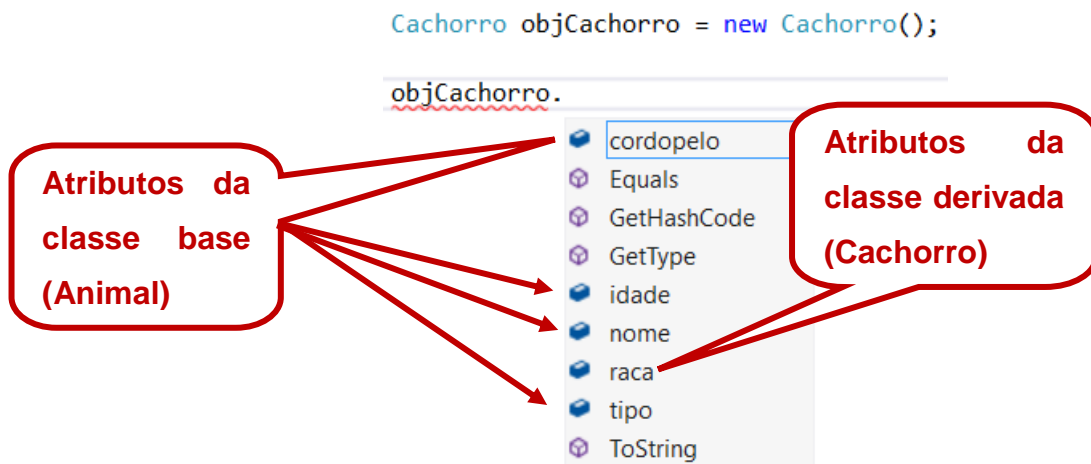 Cachorro objCachorro = new Cachorro();
objCachorro.
Atributos da
classe base
(Animal)
cordopelo
Equals
GetHashCode
GetType
idade
nome
raca
tipo
ToString
Atributos da
classe derivada
(Cachorro)